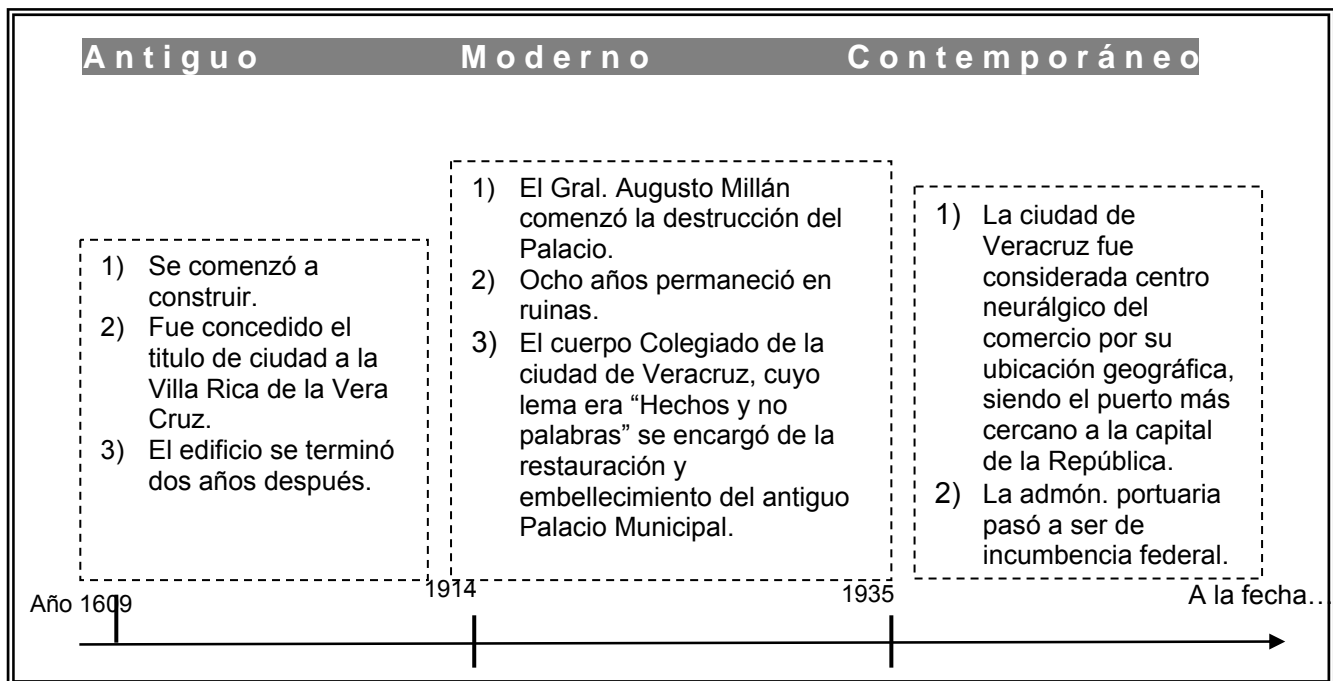 Antiguo Moderno Contemporáneo
1) Se comenzó a
construir.
2) Fue concedido el
titulo de ciudad a la
Villa Rica de la Vera
Cruz.
3) El edificio se terminó
dos años después.
1) El Gral. Augusto Millán
comenzó la destrucción del
Palacio.
2) Ocho años permaneció en
ruinas.
3) El cuerpo Colegiado de la
ciudad de Veracruz, cuyo
lema era “Hechos y no
palabras” se encargó de la
restauración y
embellecimiento del antiguo
Palacio Municipal.
1) La ciudad de
Veracruz fue
considerada centro
neurálgico del
comercio por su
ubicación geográfica,
siendo el puerto más
cercano a la capital
de la República.
2) La admón. portuaria
pasó a ser de
incumbencia federal.
Año 1609
1914
1935
A la fecha…